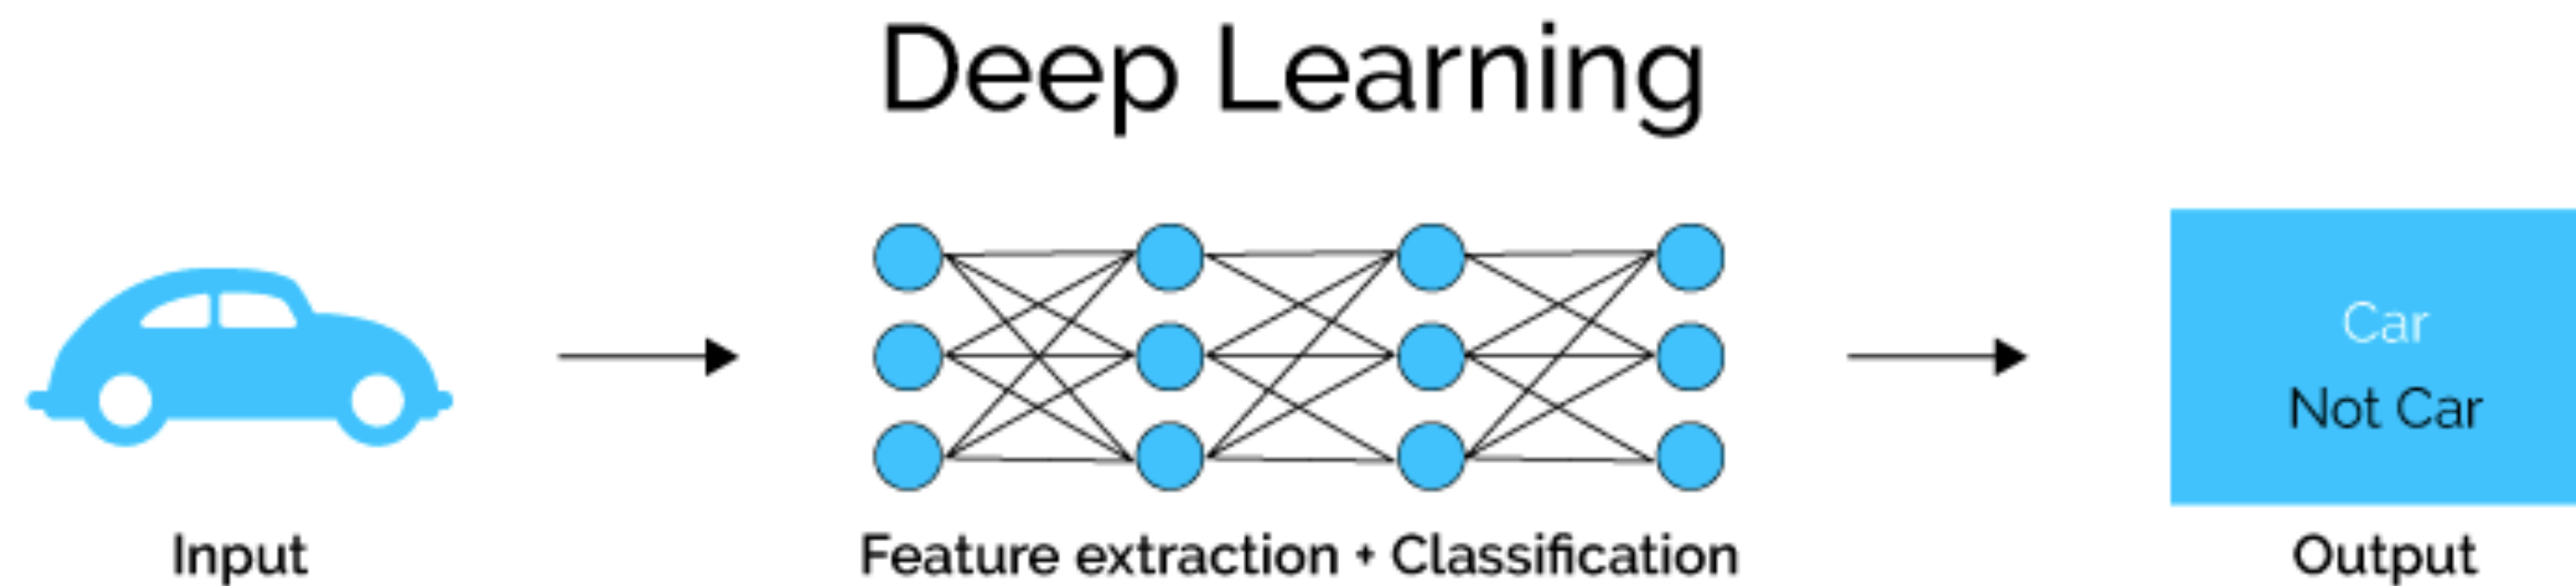 Deep Learning
Car
Not Car
Input
Feature extraction + Classification
Output